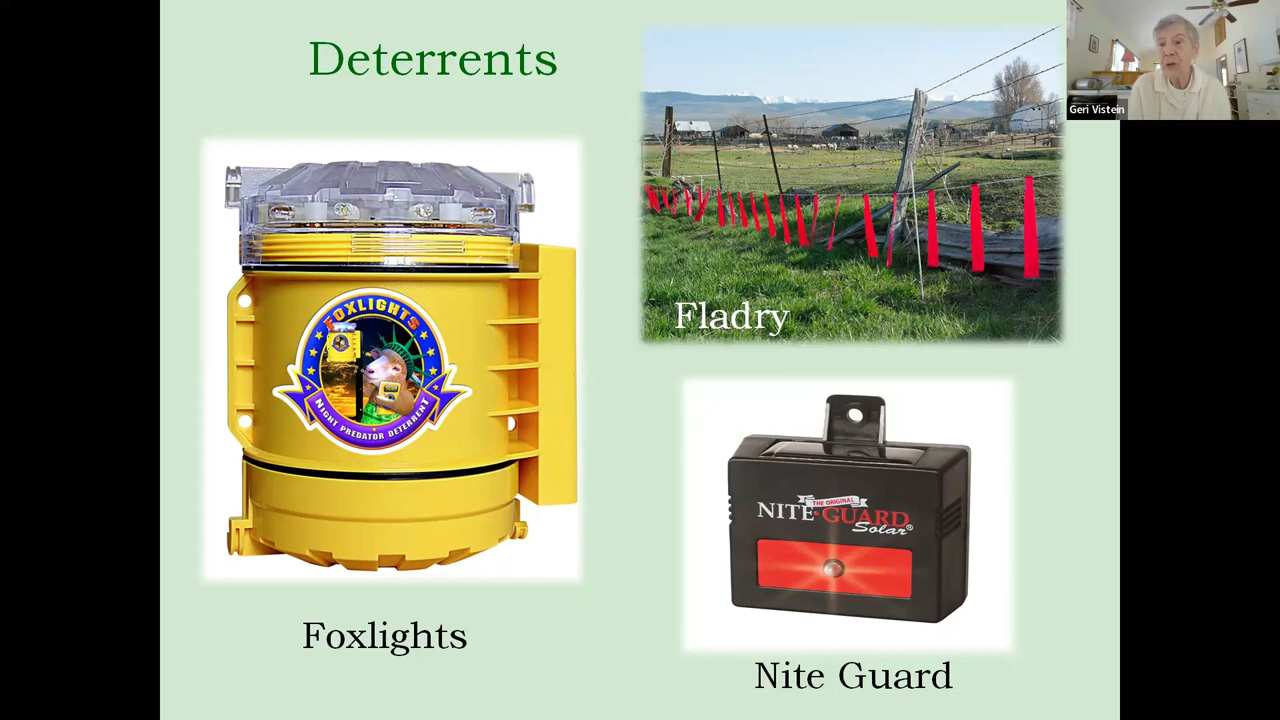 Deterrents
Geri Vistein
FOXLIGHTS
NIGHT PREDATOR DETERRENT
Fladry
THE ORIGINAL
NITE GUARD
Solar®
Foxlights
Nite Guard